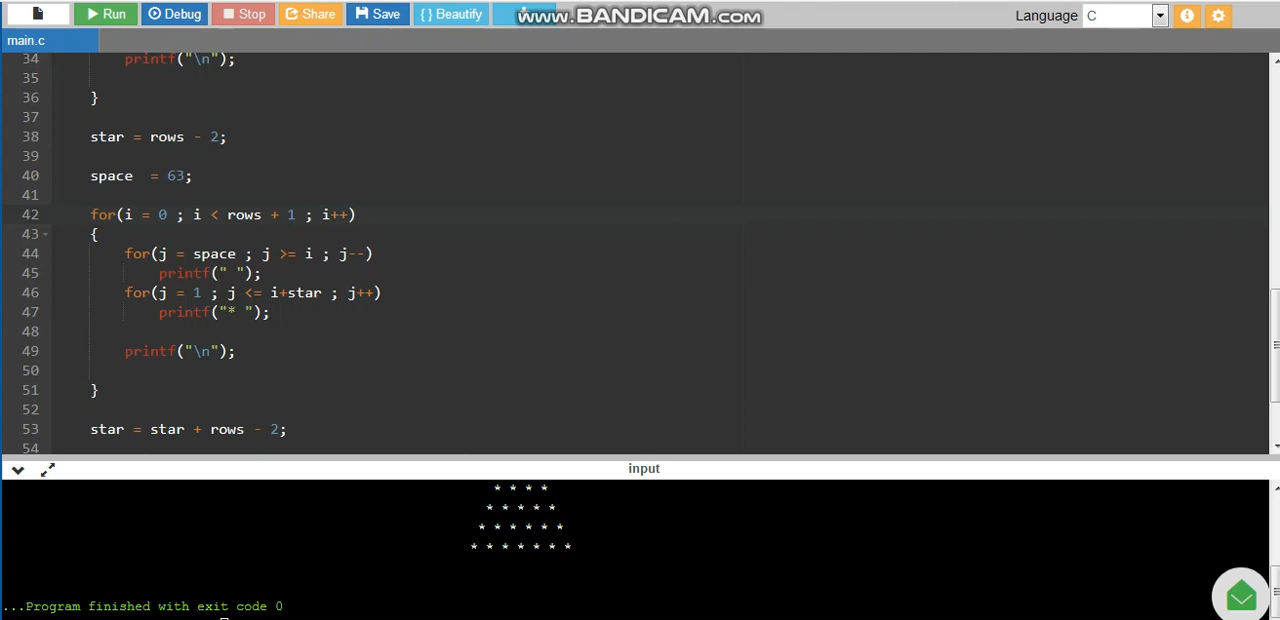 Run Debug Stop Share Save { } Beautify www.BANDICAM.com Language C
main.c
34 printf("\n");
35
36 }
37
38 star = rows - 2;
39
40 space  = 63;
41
42 for(i = 0 ; i < rows + 1 ; i++)
43 {
44 for(j = space ; j >= i ; j--)
45 printf(" ");
46 for(j = 1 ; j <= i+star ; j++)
47 printf("* ");
48
49 printf("\n");
50
51 }
52
53 star = star + rows - 2;
54
input
* * * *
* * * * *
* * * * * *
* * * * * * *
...Program finished with exit code 0